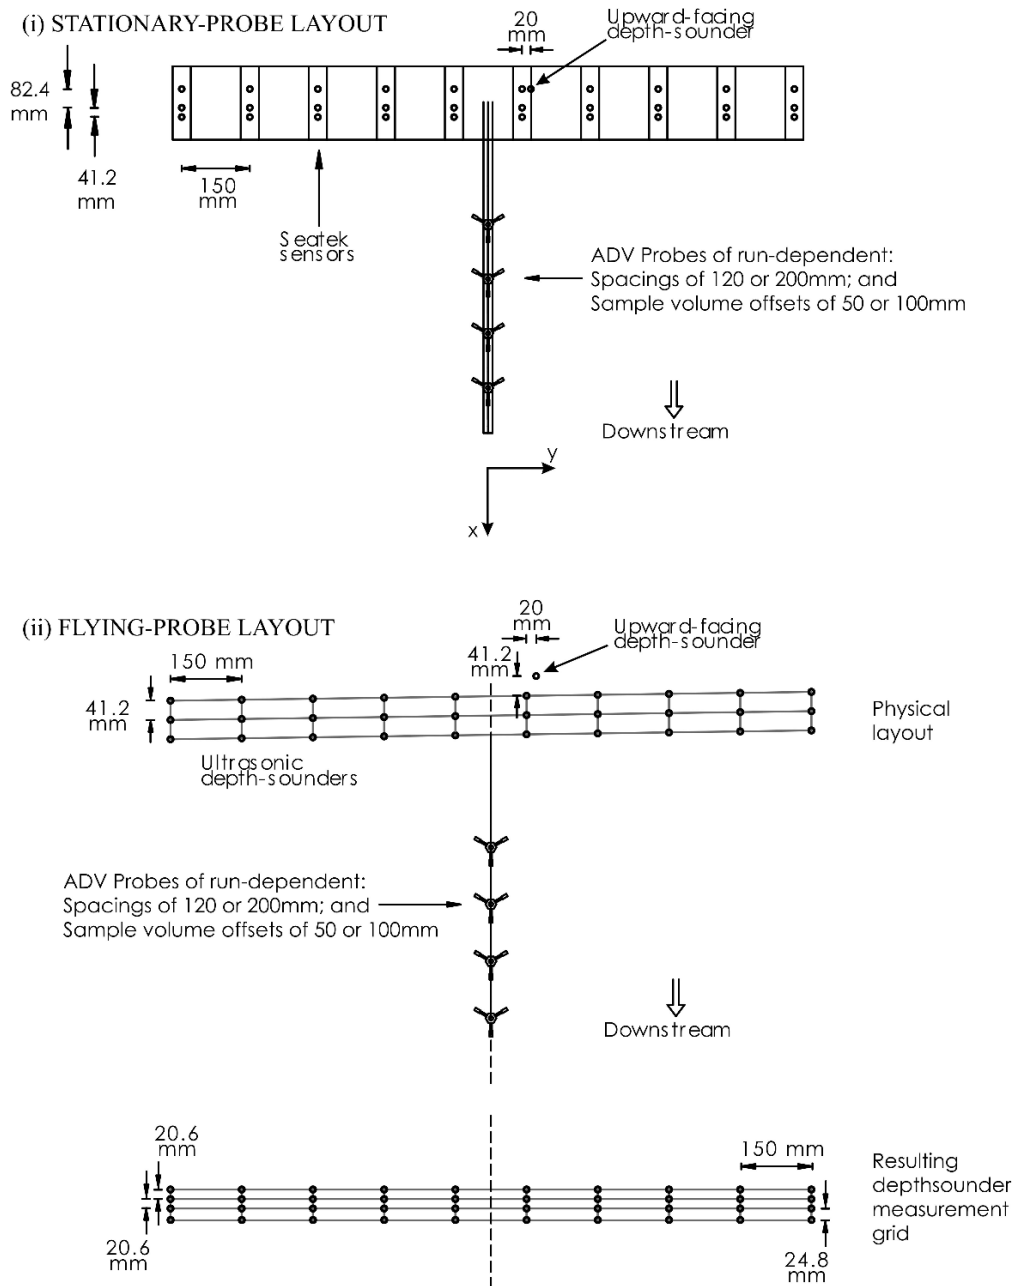 (i) STATIONARY-PROBE LAYOUT
20
mm
Upward-facing
depth-sounder
82.4
mm
41.2
mm
150
mm
Seatek
sensors
ADV Probes of run-dependent:
Spacings of 120 or 200mm; and
Sample volume offsets of 50 or 100mm
Downstream
y
x
(ii) FLYING-PROBE LAYOUT
20
mm
Upward-facing
depth-sounder
41.2
mm
150 mm
41.2
mm
Physical
layout
Ultrasonic
depth-sounders
ADV Probes of run-dependent:
Spacings of 120 or 200mm; and
Sample volume offsets of 50 or 100mm
Downstream
20.6
mm
150 mm
Resulting
depthsounder
measurement
grid
20.6
mm
24.8
mm